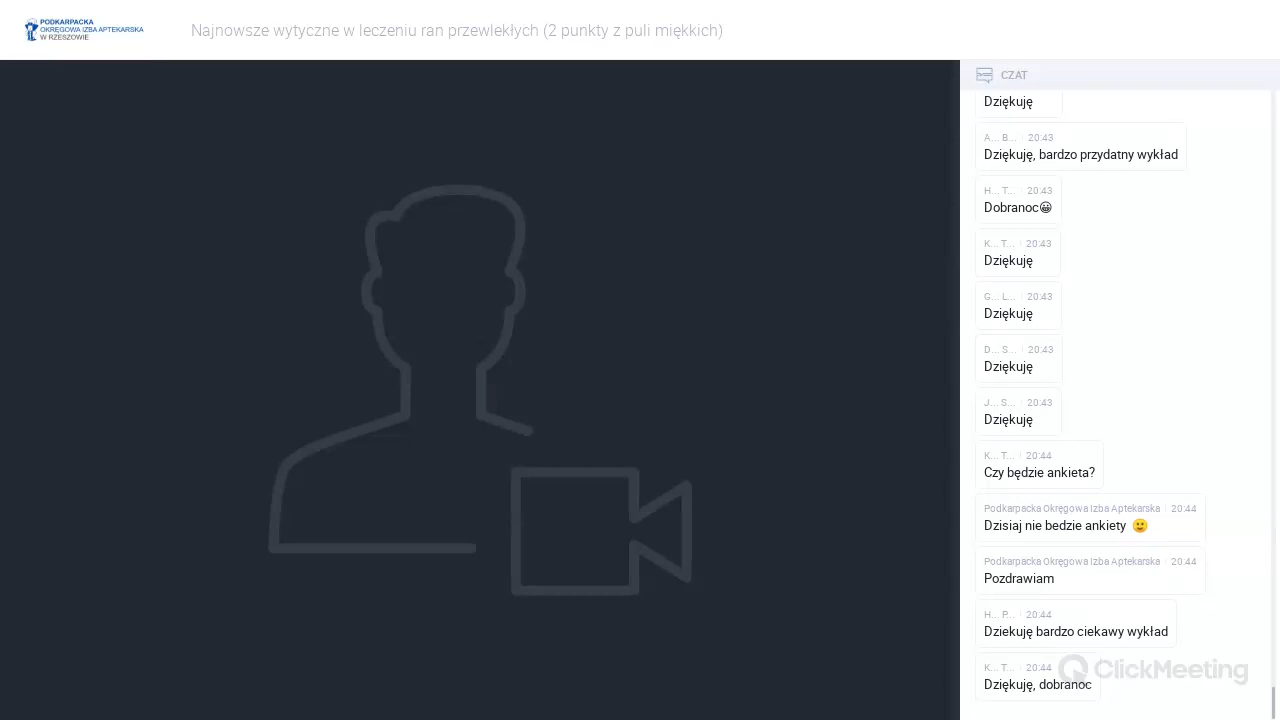 PODKARPACKA
OKRĘGOWA IZBA APTEKARSKA
W RZESZOWIE
Najnowsze wytyczne w leczeniu ran przewlekłych (2 punkty z puli miękkich)
CZAT
Dziękuję
A... B... 20:43
Dziękuję, bardzo przydatny wykład
H... T... 20:43
Dobranoc😀
K... T... 20:43
Dziękuję
G... L... 20:43
Dziękuję
D... S... 20:43
Dziękuję
J... S... 20:43
Dziękuję
K... T... 20:44
Czy będzie ankieta?
Podkarpacka Okręgowa Izba Aptekarska 20:44
Dzisiaj nie bedzie ankiety 🙂
Podkarpacka Okręgowa Izba Aptekarska 20:44
Pozdrawiam
H... P... 20:44
Dziekuję bardzo ciekawy wykład
K... T... 20:44
Dziękuję, dobranoc
ClickMeeting